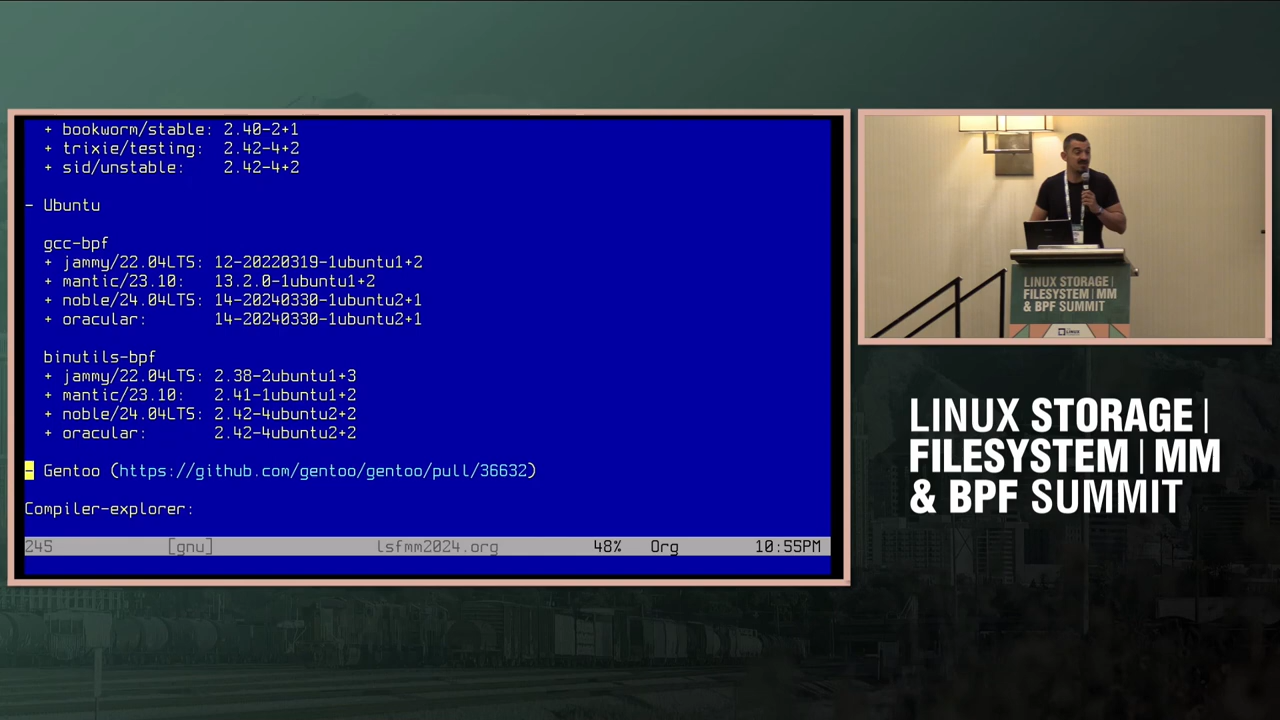 + bookworm/stable: 2.40-2+1
+ trixie/testing: 2.42-4+2
+ sid/unstable: 2.42-4+2
- Ubuntu
gcc-bpf
+ jammy/22.04LTS: 12-20220319-1ubuntu1+2
+ mantic/23.10: 13.2.0-1ubuntu1+2
+ noble/24.04LTS: 14-20240330-1ubuntu2+1
+ oracular: 14-20240330-1ubuntu2+1
binutils-bpf
+ jammy/22.04LTS: 2.38-2ubuntu1+3
+ mantic/23.10: 2.41-1ubuntu1+2
+ noble/24.04LTS: 2.42-4ubuntu2+2
+ oracular: 2.42-4ubuntu2+2
- Gentoo (https://github.com/gentoo/gentoo/pull/36632)
Compiler-explorer:
245 [gnu] lsfmm2024.org 48% Org 10:55PM
LINUX STORAGE |
FILESYSTEM | MM
& BPF SUMMIT
LINUX STORAGE |
FILESYSTEM | MM
& BPF SUMMIT